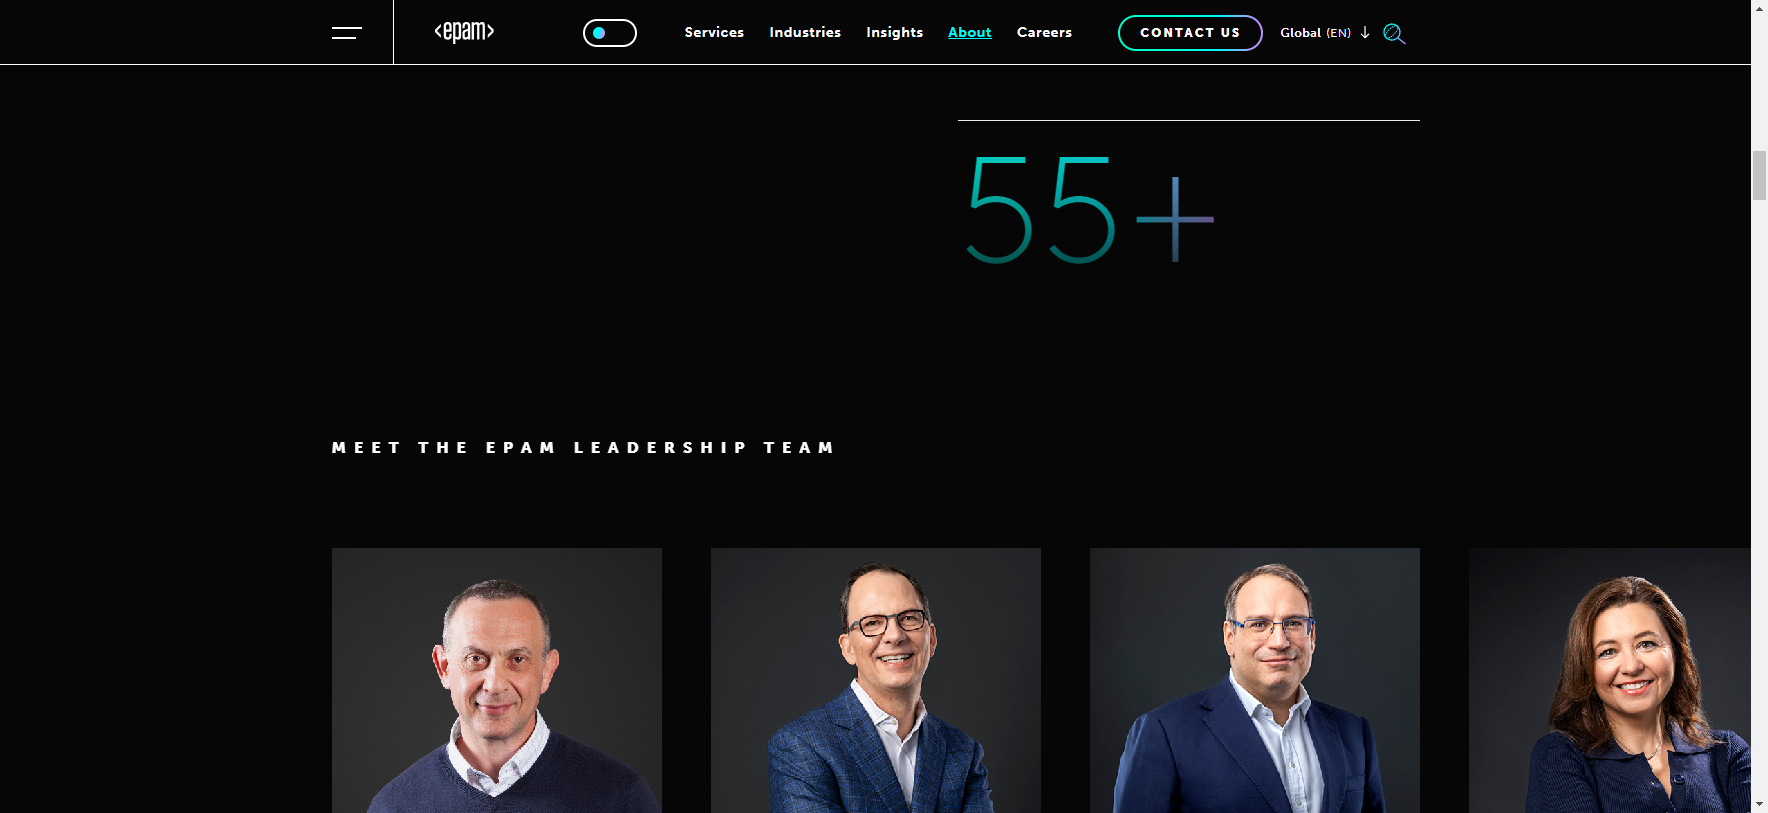 <epam>
Services
Industries
Insights
About
Careers
CONTACT US
Global (EN)
55+
MEET THE EPAM LEADERSHIP TEAM